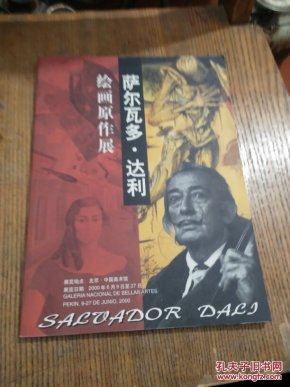 萨尔瓦多·达利
绘画原作展
展览地点 北京·中国美术馆
展览日期 2000年6月9日至27日
GALERIA NACIONAL DE BELLAS ARTES
PEKIN, 9-27 DE JUNIO, 2000
SALVADOR DALI
孔夫子旧书网